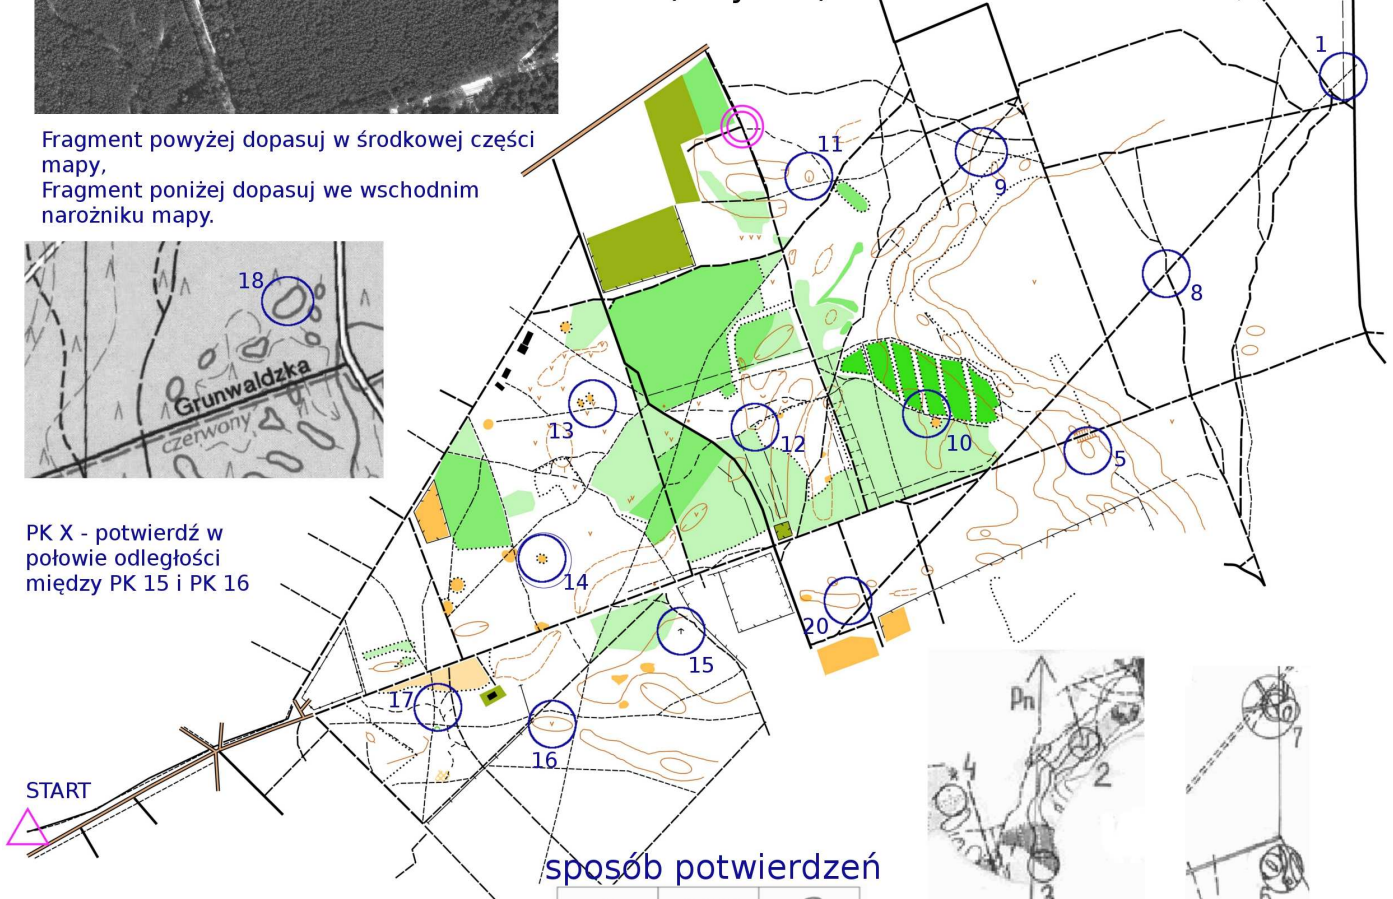 Fragment powyżej dopasuj w środkowej części
mapy,
Fragment poniżej dopasuj we wschodnim
narożniku mapy.
18
Grunwaldzka
czerwony
PK X - potwierdź w
połowie odległości
między PK 15 i PK 16
START
1
11
9
8
13
12
10
5
14
20
15
17
16
Pn
4
2
3
7
sposób potwierdzeń